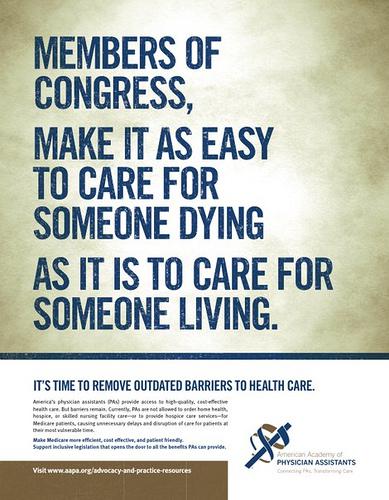 MEMBERS OF
CONGRESS,
MAKE IT AS EASY
TO CARE FOR
SOMEONE DYING
AS IT IS TO CARE FOR
SOMEONE LIVING.
IT'S TIME TO REMOVE OUTDATED BARRIERS TO HEALTH CARE.
America's physician assistants (PAs) provide access to high-quality, cost-effective
health care. But barriers remain. Currently, PAs are not allowed to order home health,
hospice, or skilled nursing facility care—or to provide hospice care services—for
Medicare patients, causing unnecessary delays and disruption of care for patients at
their most vulnerable time.
Make Medicare more efficient, cost effective, and patient friendly.
Support inclusive legislation that opens the door to all the benefits PAs can provide.
American Academy of
PHYSICIAN ASSISTANTS
Connecting PAs, Transforming Care
Visit www.aapa.org/advocacy-and-practice-resources